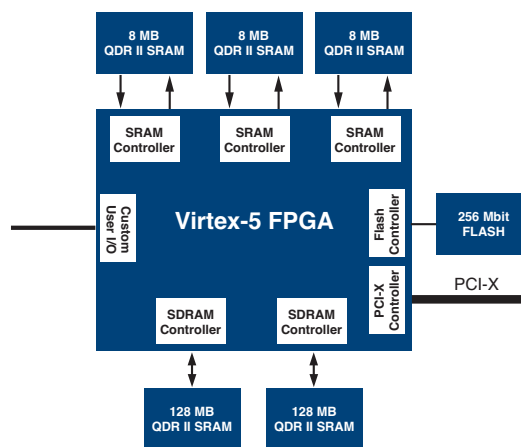 8 MB
QDR II SRAM
8 MB
QDR II SRAM
8 MB
QDR II SRAM
SRAM
Controller
SRAM
Controller
SRAM
Controller
Custom
User I/O
Virtex-5 FPGA
Flash
Controller
256 Mbit
FLASH
PCI-X
Controller
PCI-X
SDRAM
Controller
SDRAM
Controller
128 MB
QDR II SRAM
128 MB
QDR II SRAM